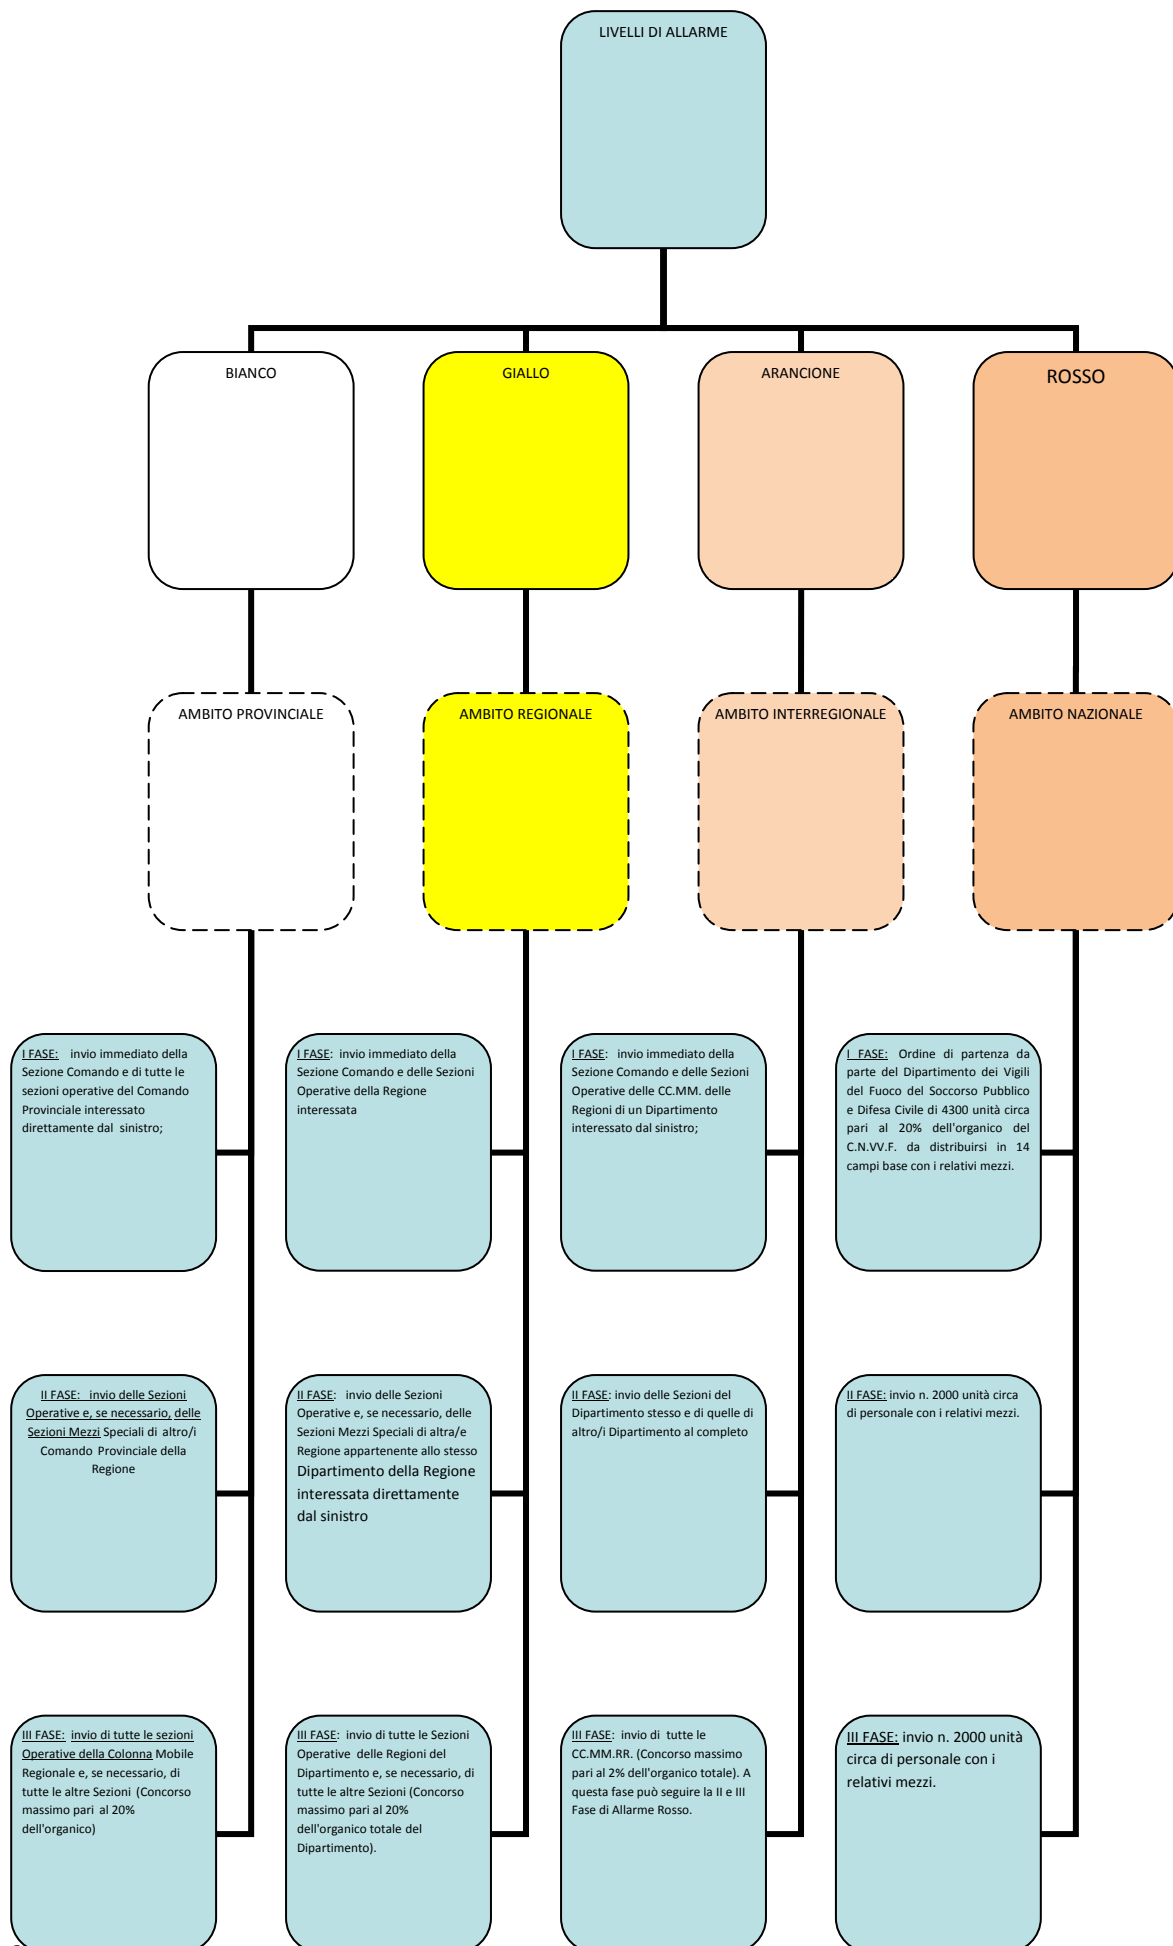 LIVELLI DI ALLARME
BIANCO
GIALLO
ARANCIONE
ROSSO
AMBITO PROVINCIALE
AMBITO REGIONALE
AMBITO INTERREGIONALE
AMBITO NAZIONALE
I FASE: invio immediato della
Sezione Comando e di tutte le
sezioni operative del Comando
Provinciale interessato
direttamente dal sinistro;
I FASE: invio immediato della
Sezione Comando e delle Sezioni
Operative della Regione
interessata
I FASE: invio immediato della
Sezione Comando e delle Sezioni
Operative delle CC.MM. delle
Regioni di un Dipartimento
interessato dal sinistro;
I FASE: Ordine di partenza da
parte del Dipartimento dei Vigili
del Fuoco del Soccorso Pubblico
e Difesa Civile di 4300 unità circa
pari al 20% dell'organico del
C.N.VV.F. da distribuirsi in 14
campi base con i relativi mezzi.
II FASE: invio delle Sezioni
Operative e, se necessario, delle
Sezioni Mezzi Speciali di altro/i
Comando Provinciale della
Regione
II FASE: invio delle Sezioni
Operative e, se necessario, delle
Sezioni Mezzi Speciali di altra/e
Regione appartenente allo stesso
Dipartimento della Regione
interessata direttamente
dal sinistro
II FASE: invio delle Sezioni del
Dipartimento stesso e di quelle di
altro/i Dipartimento al completo
II FASE: invio n. 2000 unità circa
di personale con i relativi mezzi.
III FASE: invio di tutte le sezioni
Operative della Colonna Mobile
Regionale e, se necessario, di
tutte le altre Sezioni (Concorso
massimo pari al 20%
dell'organico)
III FASE: invio di tutte le Sezioni
Operative delle Regioni del
Dipartimento e, se necessario, di
tutte le altre Sezioni (Concorso
massimo pari al 20%
dell'organico totale del
Dipartimento).
III FASE: invio di tutte le
CC.MM.RR. (Concorso massimo
pari al 2% dell'organico totale). A
questa fase può seguire la II e III
Fase di Allarme Rosso.
III FASE: invio n. 2000 unità
circa di personale con i
relativi mezzi.